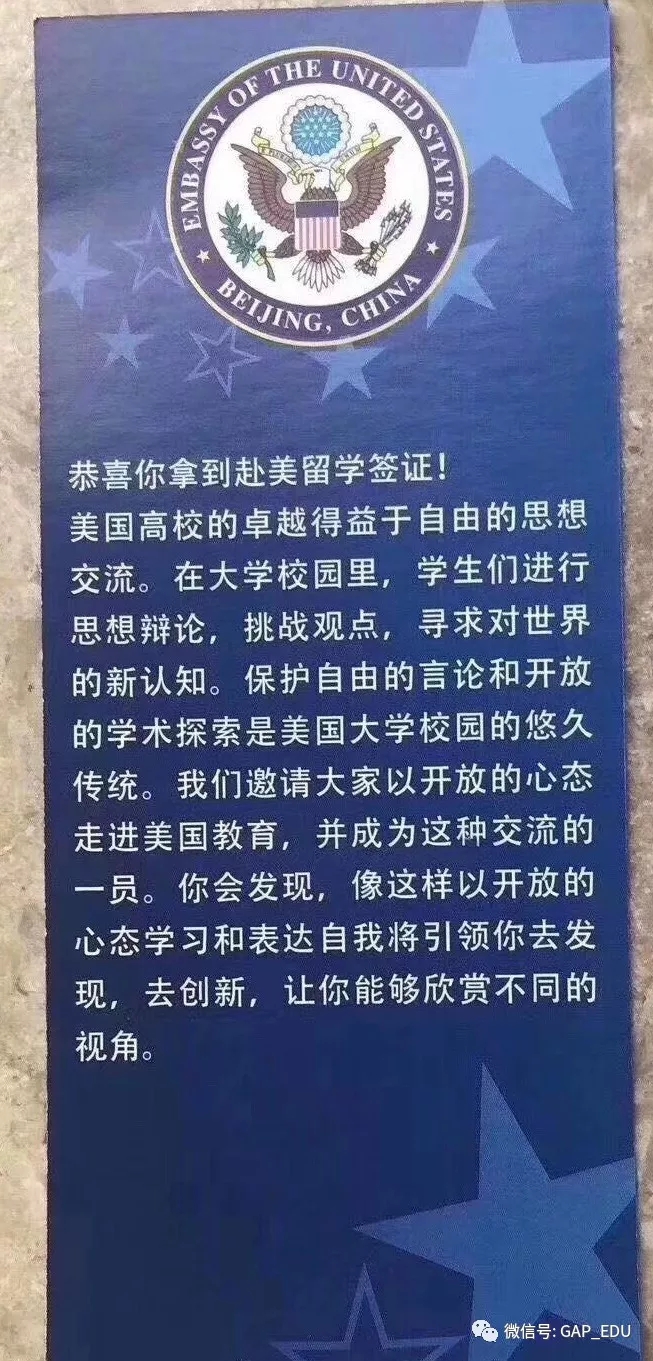 EMBASSY OF THE UNITED STATES
BEIJING, CHINA
恭喜你拿到赴美留学签证！
美国高校的卓越得益于自由的思想
交流。在大学校园里，学生们进行
思想辩论，挑战观点，寻求对世界
的新认知。保护自由的言论和开放
的学术探索是美国大学校园的悠久
传统。我们邀请大家以开放的心态
走进美国教育，并成为这种交流的
一员。你会发现，像这样以开放的
心态学习和表达自我将引领你去发
现，去创新，让你能够欣赏不同的
视角。
微信号: GAP_EDU